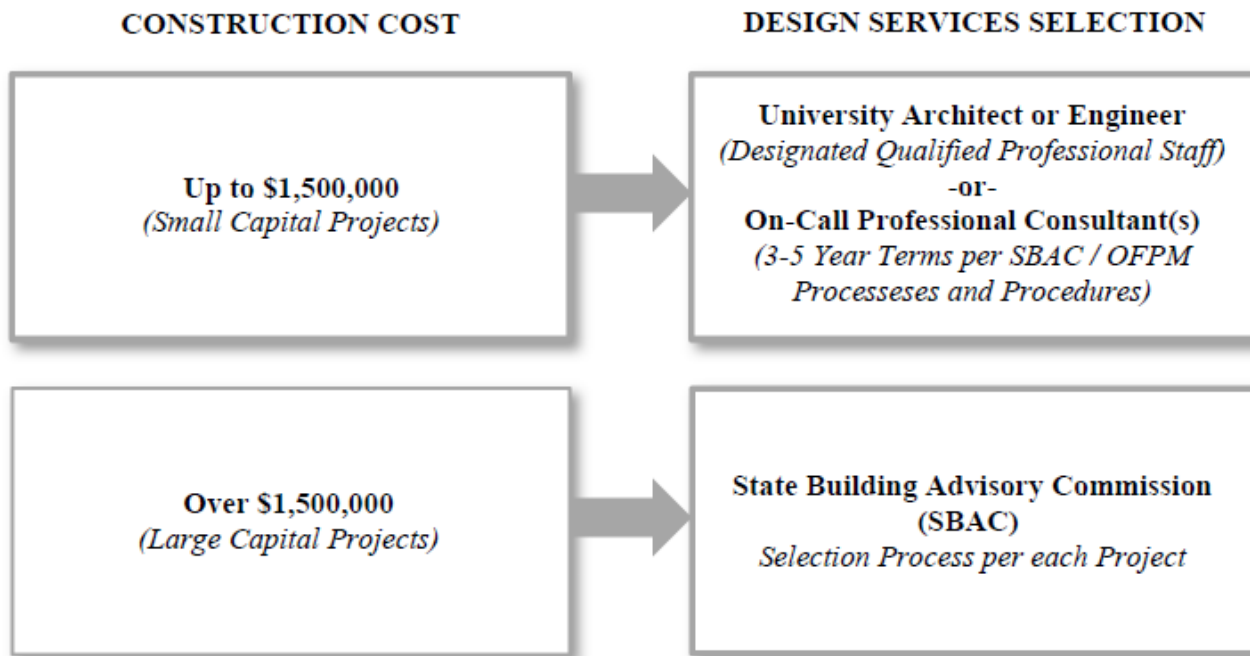 CONSTRUCTION COST
DESIGN SERVICES SELECTION
Up to $1,500,000
(Small Capital Projects)
University Architect or Engineer
(Designated Qualified Professional Staff)
-or-
On-Call Professional Consultant(s)
(3-5 Year Terms per SBAC / OFPM
Processeses and Procedures)
Over $1,500,000
(Large Capital Projects)
State Building Advisory Commission
(SBAC)
Selection Process per each Project